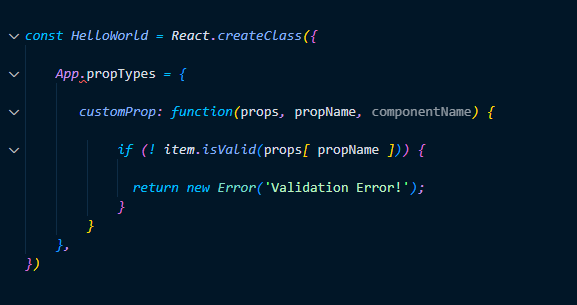 const HelloWorld = React.createClass({
App.propTypes = {
customProp: function(props, propName, componentName) {
if (! item.isValid(props[ propName ])) {
return new Error('Validation Error!');
}
}
},
})